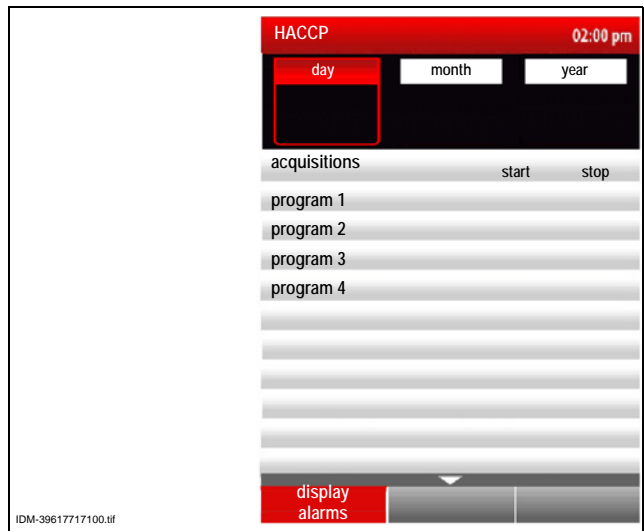 HACCP 02:00 pm
day month year
acquisitions start stop
program 1
program 2
program 3
program 4
display
alarms
IDM-39617717100.tif